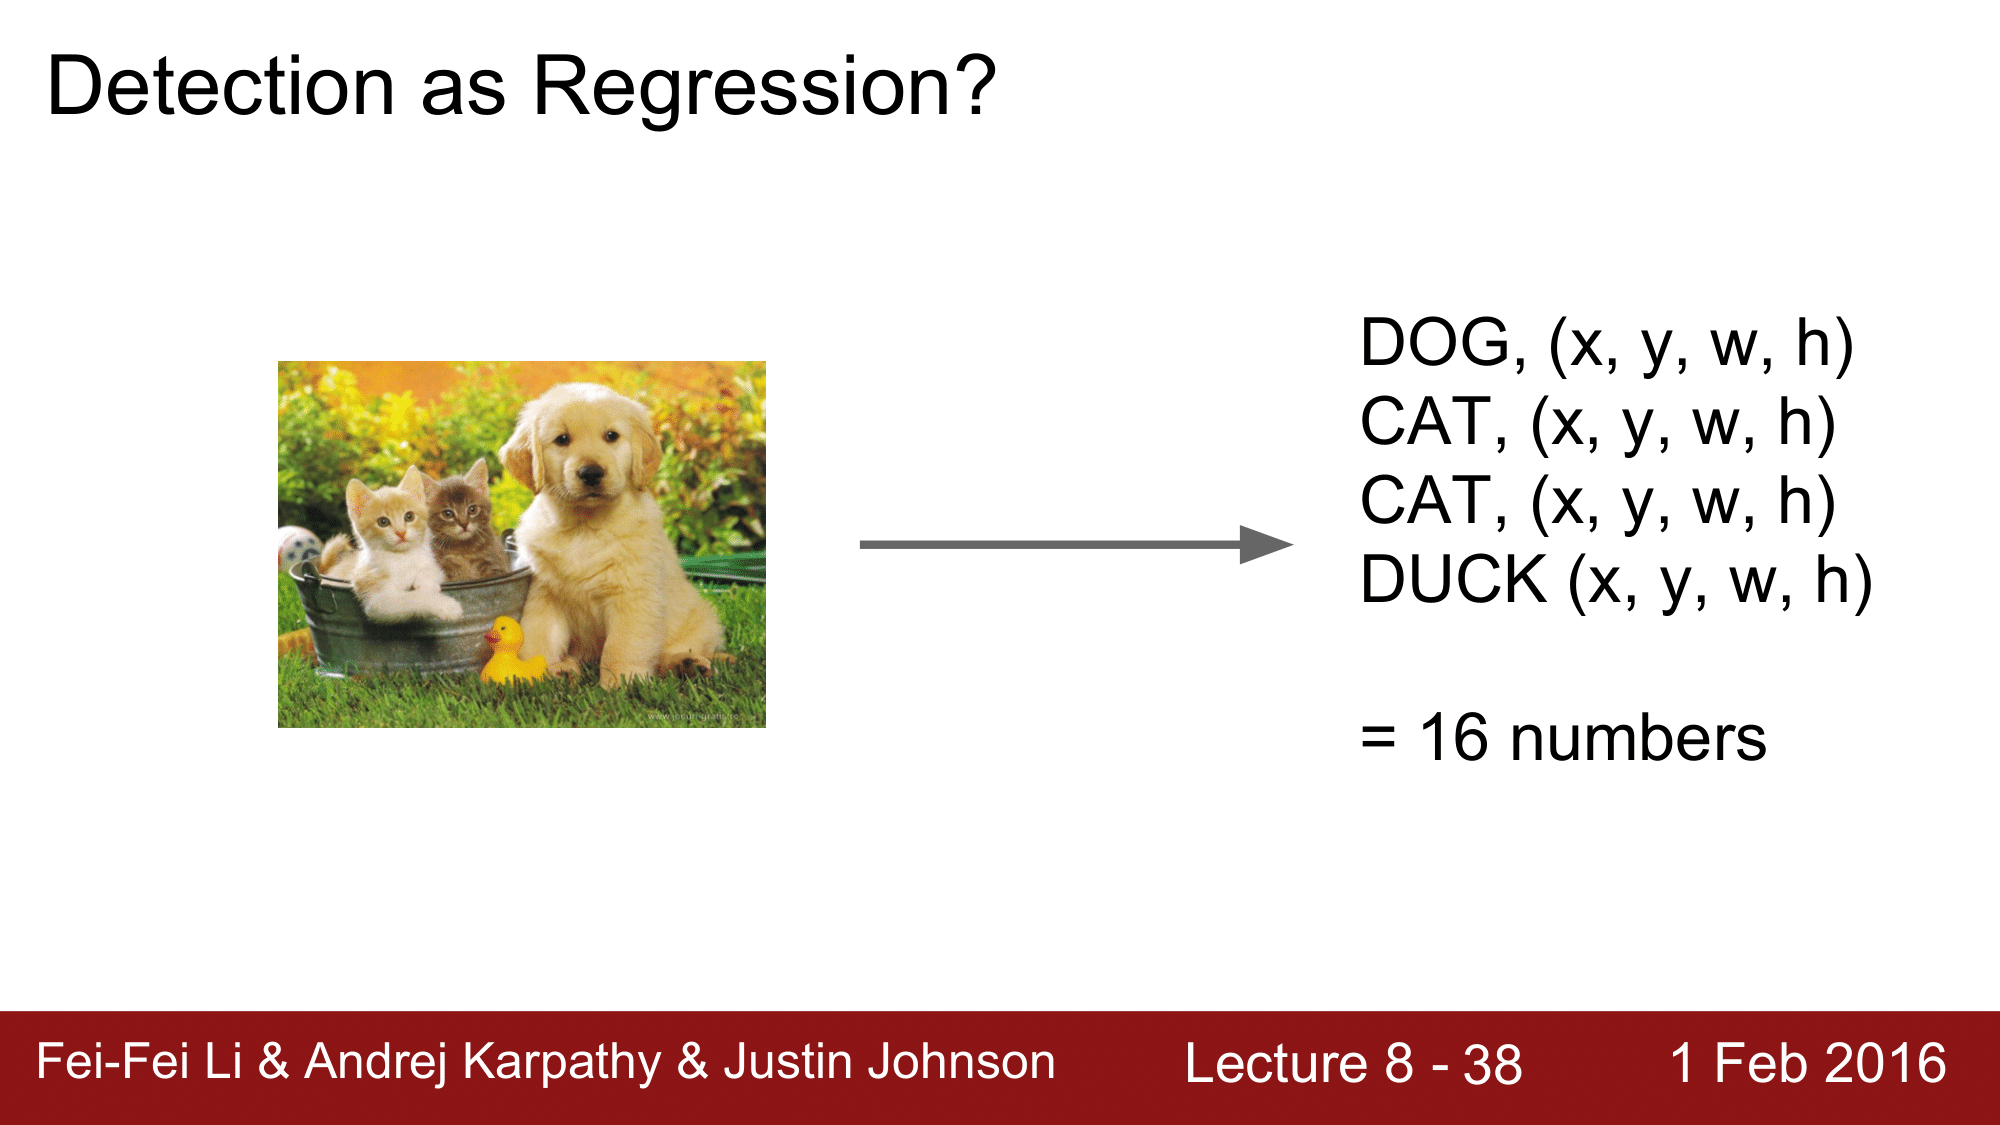 Detection as Regression?
DOG, (x, y, w, h)
CAT, (x, y, w, h)
CAT, (x, y, w, h)
DUCK (x, y, w, h)
= 16 numbers
Fei-Fei Li & Andrej Karpathy & Justin Johnson
Lecture 8 - 38
1 Feb 2016